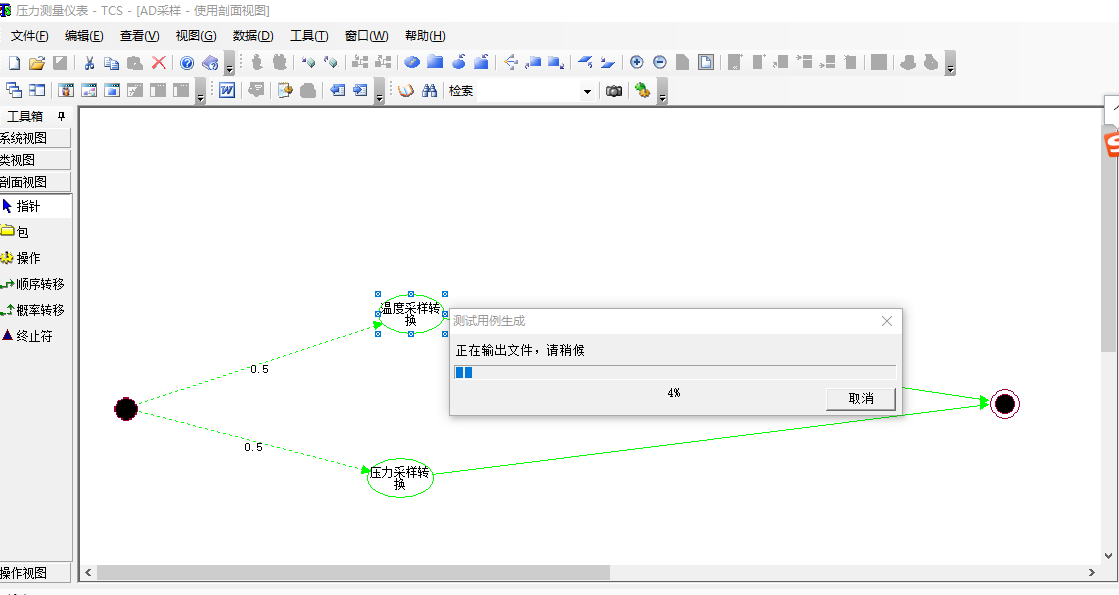 压力测量仪表 - TCS - [AD采样 - 使用剖面视图]
文件(F) 编辑(E) 查看(V) 视图(G) 数据(D) 工具(T) 窗口(W) 帮助(H)
检索
工具箱
系统视图
类视图
剖面视图
指针
包
操作
顺序转移
概率转移
终止符
操作视图
温度采样转
换
0.5
0.5
压力采样转
换
测试用例生成
正在输出文件，请稍候
4%
取消